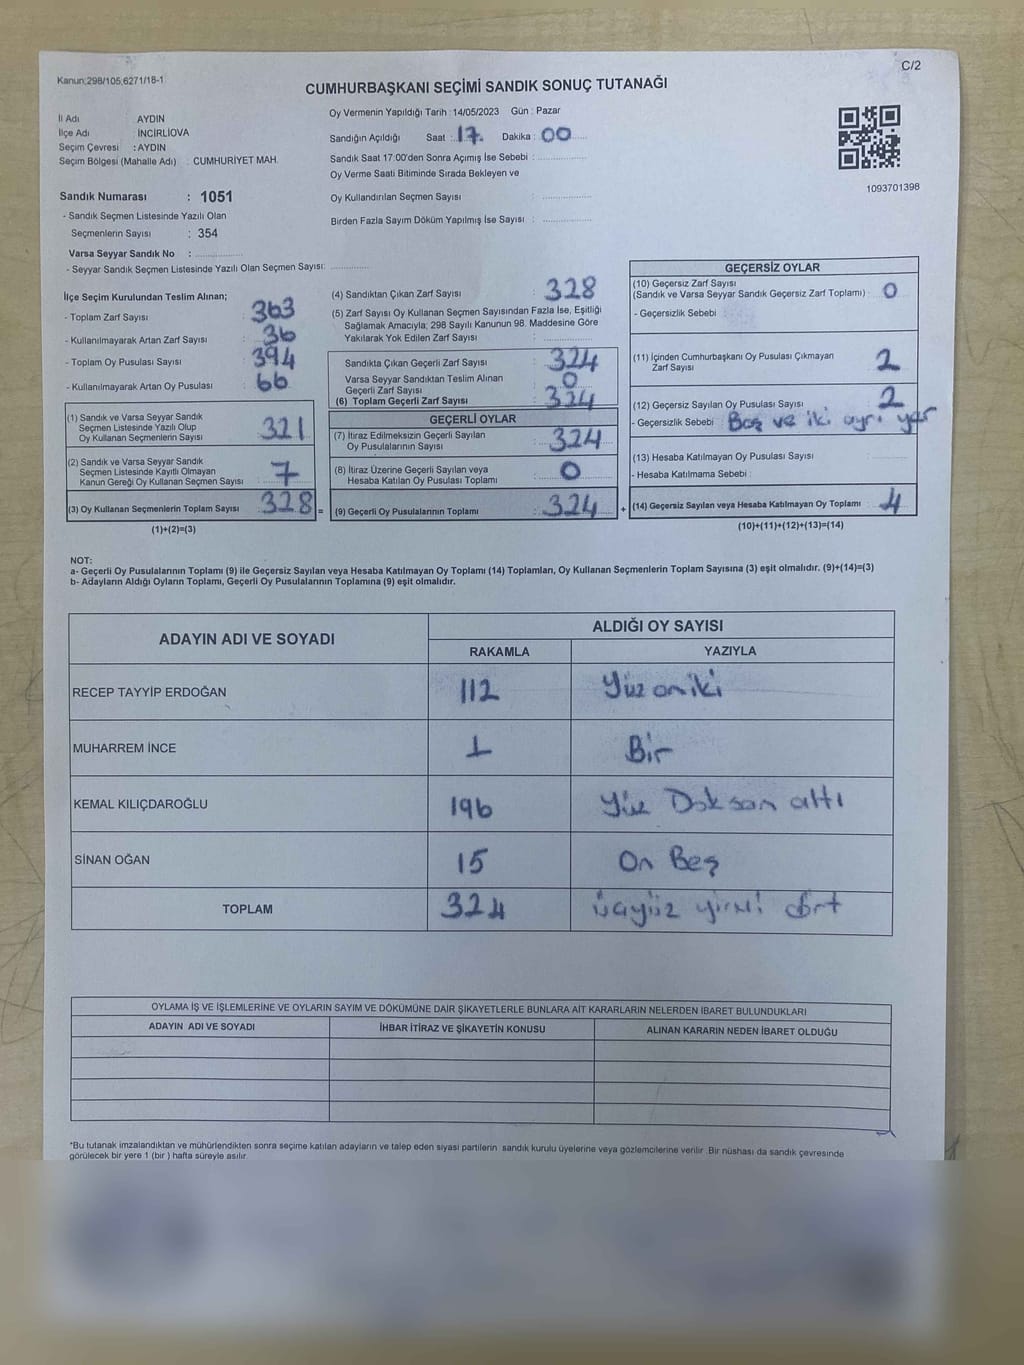 Kanun;298/105,6271/18-1
C/2
CUMHURBAŞKANI SEÇİMİ SANDIK SONUÇ TUTANAĞI
İl Adı : AYDIN
İlçe Adı : İNCİRLİOVA
Seçim Çevresi : AYDIN
Seçim Bölgesi (Mahalle Adı) : CUMHURİYET MAH.
Oy Vermenin Yapıldığı Tarih : 14/05/2023 Gün : Pazar
Sandığın Açıldığı Saat : 17. Dakika : 00
Sandık Saat 17:00'den Sonra Açımış İse Sebebi :
Oy Verme Saati Bitiminde Sırada Bekleyen ve
Oy Kullandırılan Seçmen Sayısı :
Birden Fazla Sayım Döküm Yapılmış İse Sayısı :
1093701398
Sandık Numarası : 1051
- Sandık Seçmen Listesinde Yazılı Olan
Seçmenlerin Sayısı : 354
Varsa Seyyar Sandık No :
- Seyyar Sandık Seçmen Listesinde Yazılı Olan Seçmen Sayısı:
İlçe Seçim Kurulundan Teslim Alınan;
- Toplam Zarf Sayısı : 363
- Kullanılmayarak Artan Zarf Sayısı : 36
- Toplam Oy Pusulası Sayısı : 394
- Kullanılmayarak Artan Oy Pusulası : 66
(1) Sandık ve Varsa Seyyar Sandık
Seçmen Listesinde Yazılı Olup
Oy Kullanan Seçmenlerin Sayısı : 321
(2) Sandık ve Varsa Seyyar Sandık
Seçmen Listesinde Kayıtlı Olmayan
Kanun Gereği Oy Kullanan Seçmen Sayısı : 7
(3) Oy Kullanan Seçmenlerin Toplam Sayısı : 328 =
(1)+(2)=(3)
(4) Sandıktan Çıkan Zarf Sayısı : 328
(5) Zarf Sayısı Oy Kullanan Seçmen Sayısından Fazla İse, Eşitliği
Sağlamak Amacıyla; 298 Sayılı Kanunun 98. Maddesine Göre
Yakılarak Yok Edilen Zarf Sayısı :
Sandıkta Çıkan Geçerli Zarf Sayısı : 324
Varsa Seyyar Sandıktan Teslim Alınan
Geçerli Zarf Sayısı : 0
(6) Toplam Geçerli Zarf Sayısı : 324
GEÇERLİ OYLAR
(7) İtiraz Edilmeksizin Geçerli Sayılan
Oy Pusulalarının Sayısı : 324
(8) İtiraz Üzerine Geçerli Sayılan veya
Hesaba Katılan Oy Pusulası Toplamı : 0
(9) Geçerli Oy Pusulalarının Toplamı : 324 +
GEÇERSİZ OYLAR
(10) Geçersiz Zarf Sayısı
(Sandık ve Varsa Seyyar Sandık Geçersiz Zarf Toplamı) : 0
- Geçersizlik Sebebi :
(11) İçinden Cumhurbaşkanı Oy Pusulası Çıkmayan
Zarf Sayısı : 2
(12) Geçersiz Sayılan Oy Pusulası Sayısı : 2
- Geçersizlik Sebebi : Boş ve iki ayrı yer
(13) Hesaba Katılmayan Oy Pusulası Sayısı :
- Hesaba Katılmama Sebebi :
(14) Geçersiz Sayılan veya Hesaba Katılmayan Oy Toplamı : 4
(10)+(11)+(12)+(13)=(14)
NOT:
a- Geçerli Oy Pusulalarının Toplamı (9) ile Geçersiz Sayılan veya Hesaba Katılmayan Oy Toplamı (14) Toplamları, Oy Kullanan Seçmenlerin Toplam Sayısına (3) eşit olmalıdır. (9)+(14)=(3)
b- Adayların Aldığı Oyların Toplamı, Geçerli Oy Pusulalarının Toplamına (9) eşit olmalıdır.
ADAYIN ADI VE SOYADI ALDIĞI OY SAYISI
RAKAMLA YAZIYLA
RECEP TAYYİP ERDOĞAN 112 Yüz oniki
MUHARREM İNCE 1 Bir
KEMAL KILIÇDAROĞLU 196 Yüz Doksan altı
SİNAN OĞAN 15 On Beş
TOPLAM 324 üçyüz yirmi dört
OYLAMA İŞ VE İŞLEMLERİNE VE OYLARIN SAYIM VE DÖKÜMÜNE DAİR ŞİKAYETLERLE BUNLARA AİT KARARLARIN NELERDEN İBARET BULUNDUKLARI
ADAYIN ADI VE SOYADI İHBAR İTİRAZ VE ŞİKAYETİN KONUSU ALINAN KARARIN NEDEN İBARET OLDUĞU
*Bu tutanak imzalandıktan ve mühürlendikten sonra seçime katılan adayların ve talep eden siyasi partilerin sandık kurulu üyelerine veya gözlemcilerine verilir .Bir nüshası da sandık çevresinde
görülecek bir yere 1 (bir ) hafta süreyle asılır.